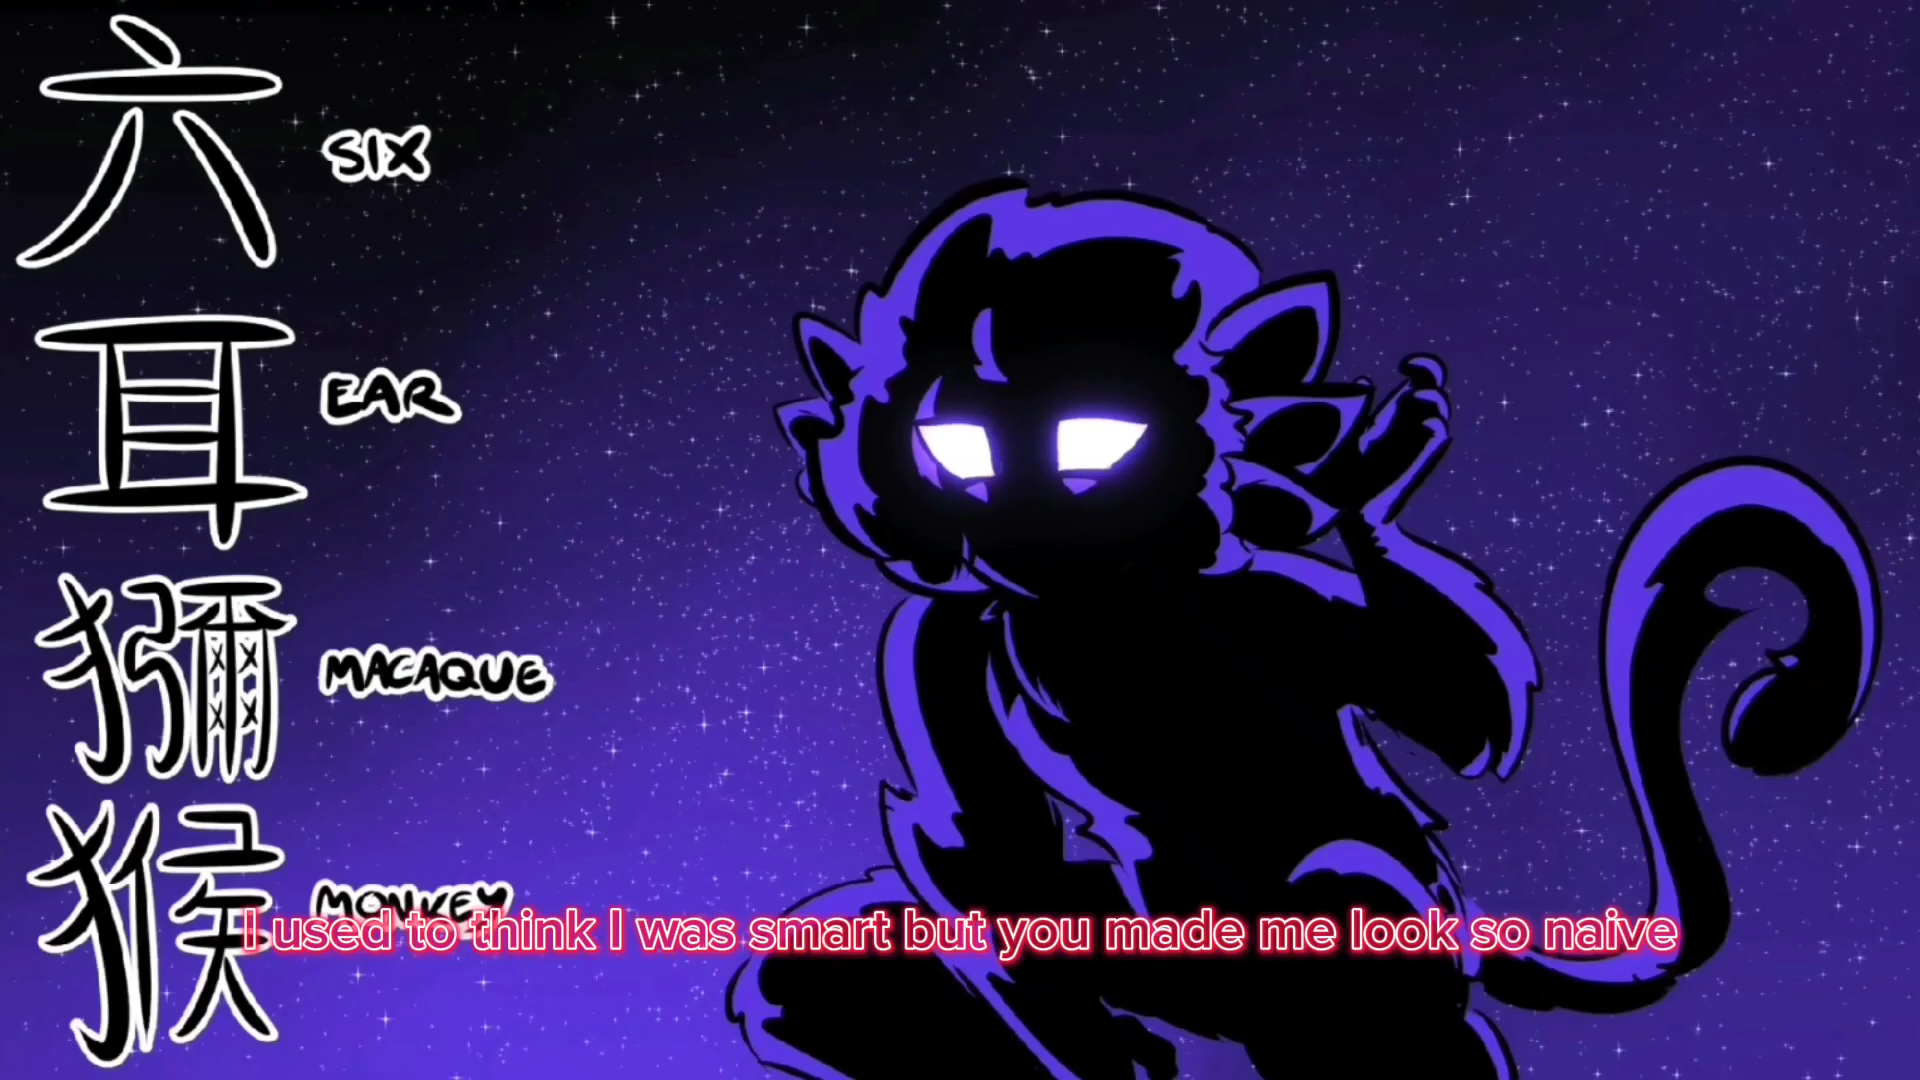 六 SIX
耳 EAR
獼 MACAQUE
猴 MONKEY
I used to think I was smart but you made me look so naive